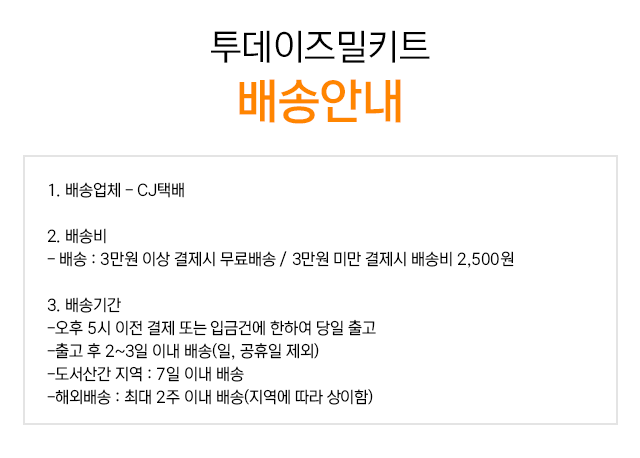 투데이즈밀키트
배송안내
1. 배송업체 - CJ택배
2. 배송비
- 배송 : 3만원 이상 결제시 무료배송 / 3만원 미만 결제시 배송비 2,500원
3. 배송기간
-오후 5시 이전 결제 또는 입금건에 한하여 당일 출고
-출고 후 2~3일 이내 배송(일, 공휴일 제외)
-도서산간 지역 : 7일 이내 배송
-해외배송 : 최대 2주 이내 배송(지역에 따라 상이함)